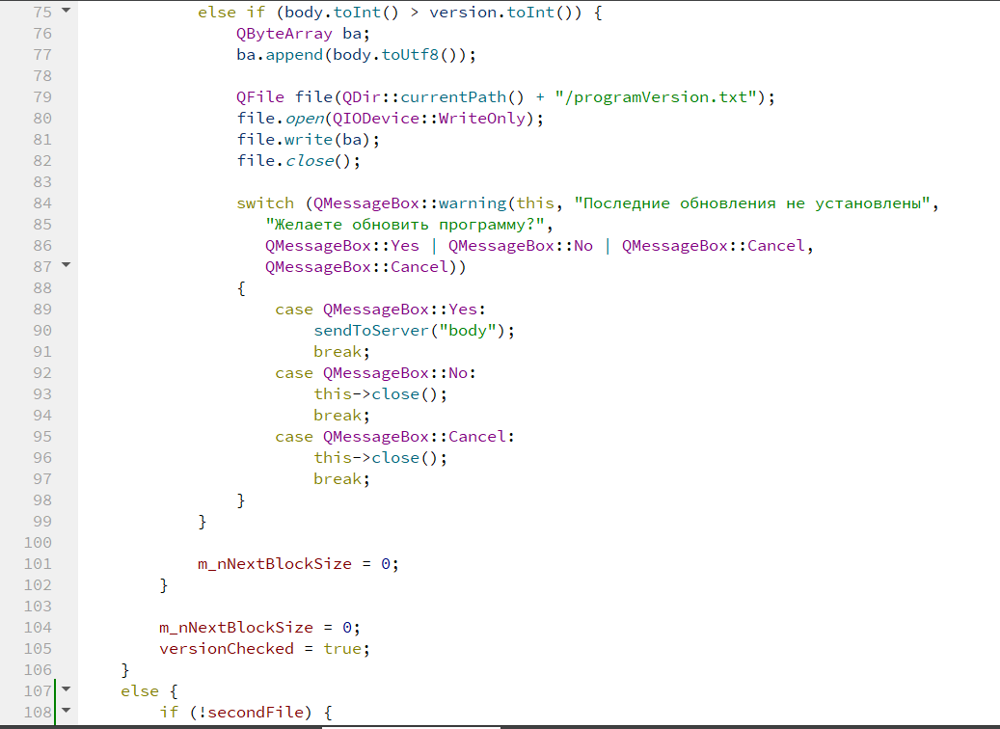 75 else if (body.toInt() > version.toInt()) {
76 QByteArray ba;
77 ba.append(body.toUtf8());
78
79 QFile file(QDir::currentPath() + "/programVersion.txt");
80 file.open(QIODevice::WriteOnly);
81 file.write(ba);
82 file.close();
83
84 switch (QMessageBox::warning(this, "Последние обновления не установлены",
85 "Желаете обновить программу?",
86 QMessageBox::Yes | QMessageBox::No | QMessageBox::Cancel,
87 QMessageBox::Cancel))
88 {
89 case QMessageBox::Yes:
90 sendToServer("body");
91 break;
92 case QMessageBox::No:
93 this->close();
94 break;
95 case QMessageBox::Cancel:
96 this->close();
97 break;
98 }
99 }
100
101 m_nNextBlockSize = 0;
102 }
103
104 m_nNextBlockSize = 0;
105 versionChecked = true;
106 }
107 else {
108 if (!secondFile) {